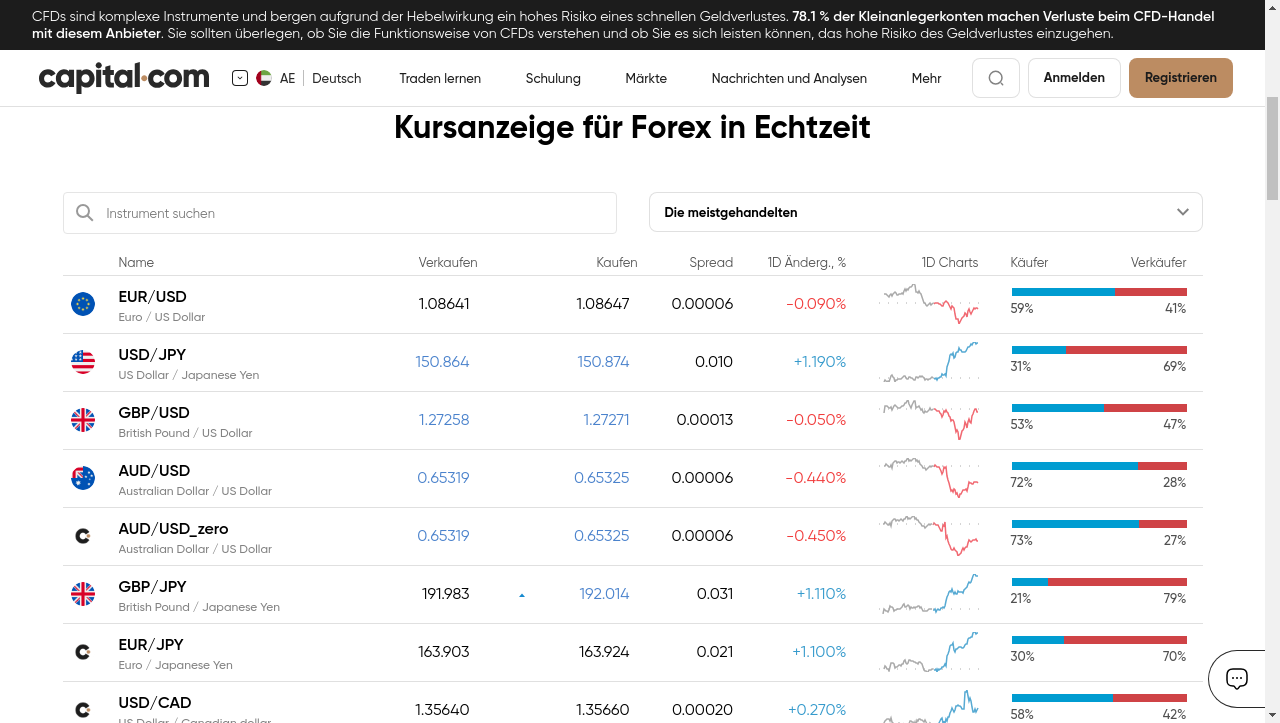 CFDs sind komplexe Instrumente und bergen aufgrund der Hebelwirkung ein hohes Risiko eines schnellen Geldverlustes. 78.1 % der Kleinanlegerkonten machen Verluste beim CFD-Handel
mit diesem Anbieter. Sie sollten überlegen, ob Sie die Funktionsweise von CFDs verstehen und ob Sie es sich leisten können, das hohe Risiko des Geldverlustes einzugehen.
capital.com AE Deutsch Traden lernen Schulung Märkte Nachrichten und Analysen Mehr Anmelden Registrieren
Kursanzeige für Forex in Echtzeit
Instrument suchen Die meistgehandelten
Name Verkaufen Kaufen Spread 1D Änderg., % 1D Charts Käufer Verkäufer
EUR/USD 1.08641 1.08647 0.00006 -0.090%
Euro / US Dollar 59% 41%
USD/JPY 150.864 150.874 0.010 +1.190%
US Dollar / Japanese Yen 31% 69%
GBP/USD 1.27258 1.27271 0.00013 -0.050%
British Pound / US Dollar 53% 47%
AUD/USD 0.65319 0.65325 0.00006 -0.440%
Australian Dollar / US Dollar 72% 28%
AUD/USD_zero 0.65319 0.65325 0.00006 -0.450%
Australian Dollar / US Dollar 73% 27%
GBP/JPY 191.983 192.014 0.031 +1.110%
British Pound / Japanese Yen 21% 79%
EUR/JPY 163.903 163.924 0.021 +1.100%
Euro / Japanese Yen 30% 70%
USD/CAD 1.35640 1.35660 0.00020 +0.270%
US Dollar / Canadian dollar 58% 42%